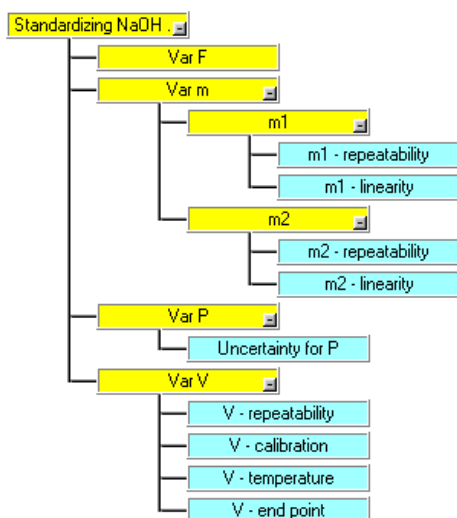 Standardizing NaOH .
Var F
Var m
m1
m1 - repeatability
m1 - linearity
m2
m2 - repeatability
m2 - linearity
Var P
Uncertainty for P
Var V
V - repeatability
V - calibration
V - temperature
V - end point